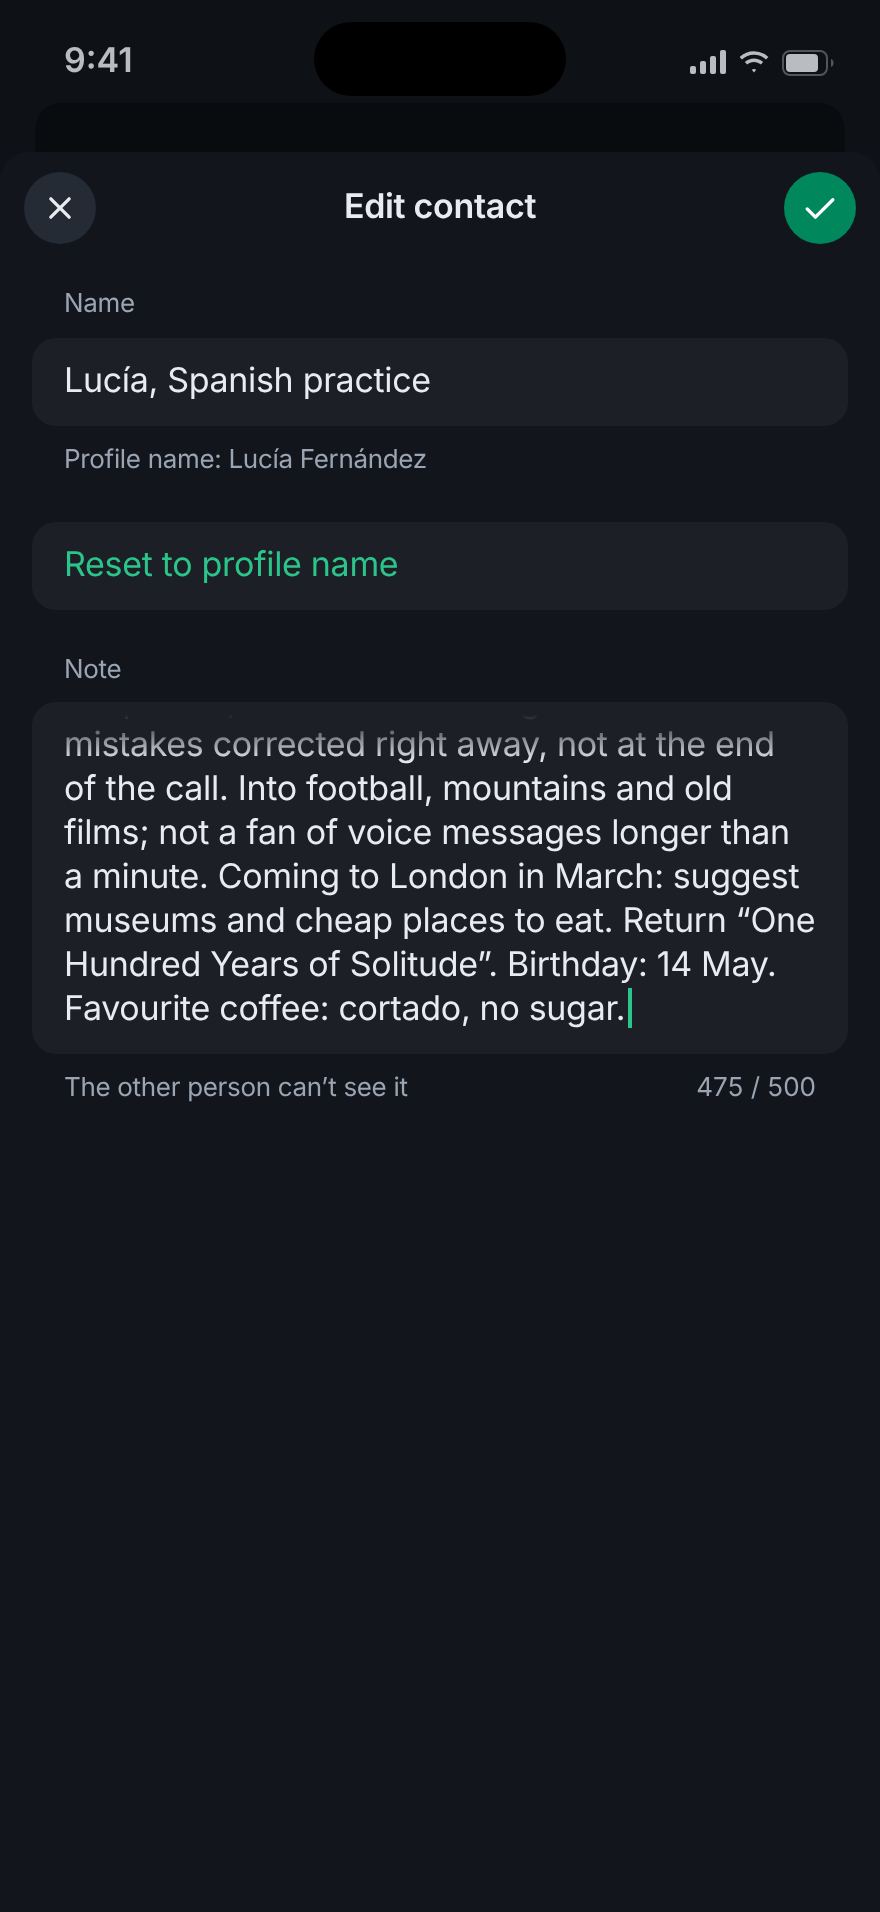 9:41
Edit contact
Name
Lucía, Spanish practice
Profile name: Lucía Fernández
Reset to profile name
Note
mistakes corrected right away, not at the end
of the call. Into football, mountains and old
films; not a fan of voice messages longer than
a minute. Coming to London in March: suggest
museums and cheap places to eat. Return “One
Hundred Years of Solitude”. Birthday: 14 May.
Favourite coffee: cortado, no sugar.
The other person can’t see it
475 / 500